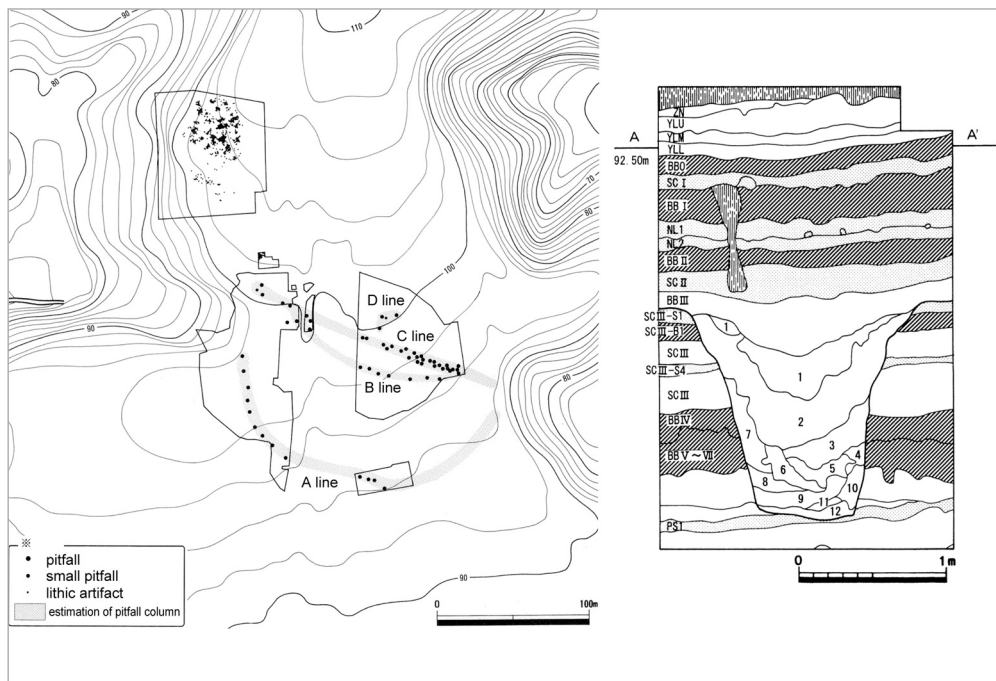 90
110
80
70
80
100
90
80
90
D line
C line
B line
A line
※
pitfall
small pitfall
lithic artifact
estimation of pitfall column
0 100m
A A'
92.50m
ZN
YLU
YLM
YLL
BB0
SC I
BB I
NL1
NL2
BB II
SC II
BB III
SC III-S1
SC III-B1
SC III
SC III-S4
SC III
BB IV
BB V~VII
PS1
1
1
2
3
4
5
6
7
8
9
10
11
12
0 1 m